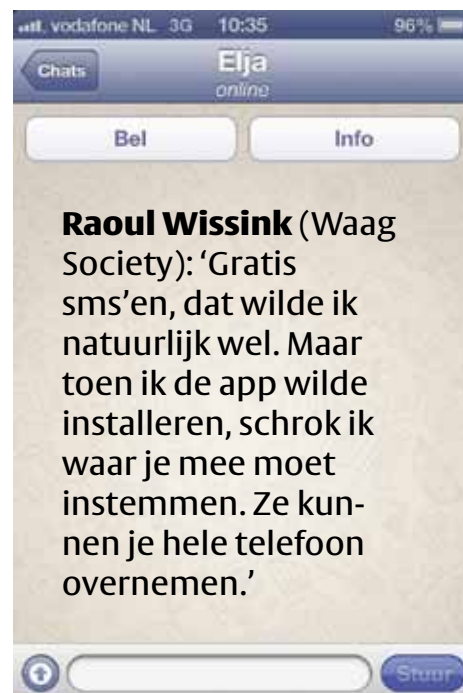 vodafone NL 3G 10:35 96%
Chats Elja
online
Bel Info
Raoul Wissink (Waag
Society): ‘Gratis
sms’en, dat wilde ik
natuurlijk wel. Maar
toen ik de app wilde
installeren, schrok ik
waar je mee moet
instemmen. Ze kun-
nen je hele telefoon
overnemen.’
Stuur